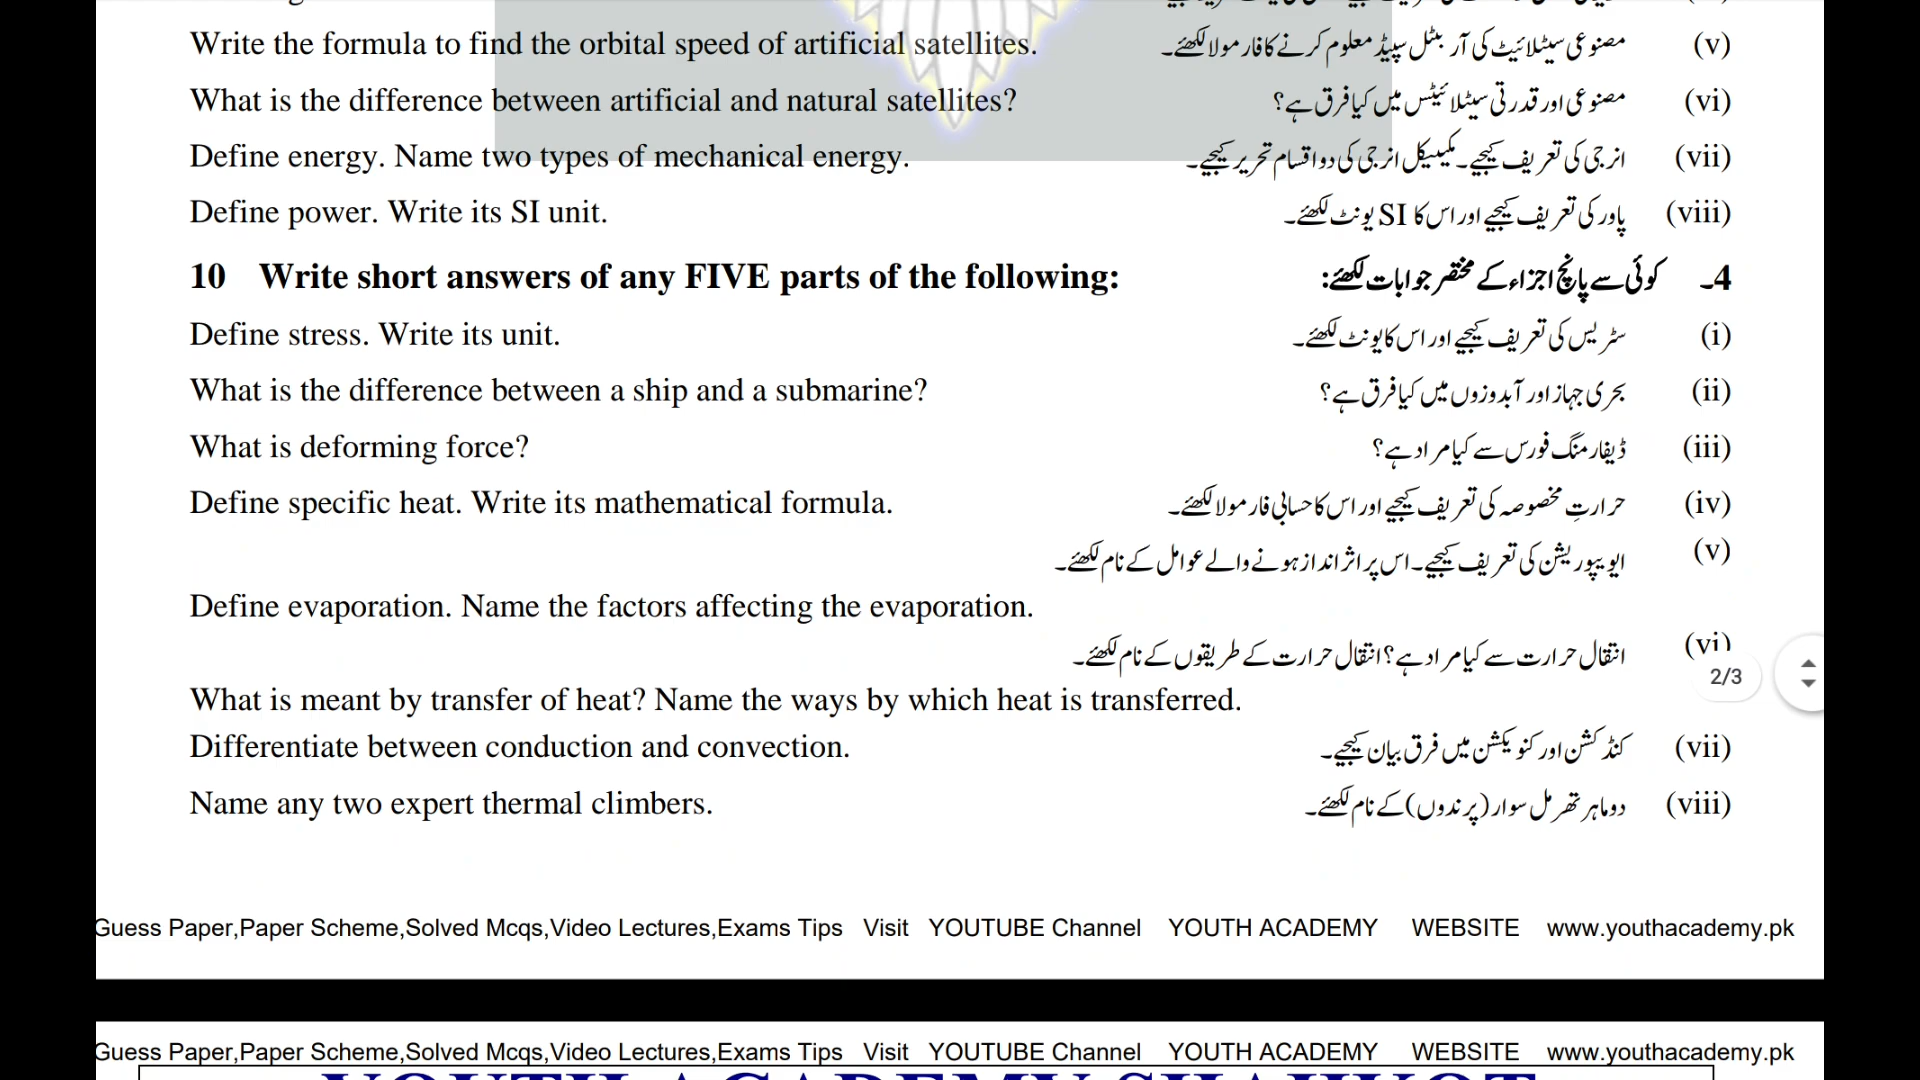 Write the formula to find the orbital speed of artificial satellites. مصنوعی سیٹلائیٹ کی آربٹل سپیڈ معلوم کرنے کا فارمولا لکھئے۔ (v)
What is the difference between artificial and natural satellites? مصنوعی اور قدرتی سیٹلائیٹس میں کیا فرق ہے؟ (vi)
Define energy. Name two types of mechanical energy. انرجی کی تعریف کیجیے۔ مکینیکل انرجی کی دو اقسام تحریر کیجیے۔ (vii)
Define power. Write its SI unit. پاور کی تعریف کیجیے اور اس کا SI یونٹ لکھئے۔ (viii)
10 Write short answers of any FIVE parts of the following: کوئی سے پانچ اجزاء کے مختصر جوابات لکھئے: 4۔
Define stress. Write its unit. سٹریس کی تعریف کیجیے اور اس کا یونٹ لکھئے۔ (i)
What is the difference between a ship and a submarine? بحری جہاز اور آبدوزوں میں کیا فرق ہے؟ (ii)
What is deforming force? ڈیفارمنگ فورس سے کیا مراد ہے؟ (iii)
Define specific heat. Write its mathematical formula. حرارتِ مخصوصہ کی تعریف کیجیے اور اس کا حسابی فارمولا لکھئے۔ (iv)
ایویپوریشن کی تعریف کیجیے۔ اس پر اثر انداز ہونے والے عوامل کے نام لکھئے۔ (v)
Define evaporation. Name the factors affecting the evaporation.
انتقال حرارت سے کیا مراد ہے؟ انتقال حرارت کے طریقوں کے نام لکھئے۔ (vi)
2/3
What is meant by transfer of heat? Name the ways by which heat is transferred.
Differentiate between conduction and convection. کنڈکشن اور کنویکشن میں فرق بیان کیجیے۔ (vii)
Name any two expert thermal climbers. دو ماہر تھرمل سوار (پرندوں) کے نام لکھئے۔ (viii)
Guess Paper,Paper Scheme,Solved Mcqs,Video Lectures,Exams Tips Visit YOUTUBE Channel YOUTH ACADEMY WEBSITE www.youthacademy.pk
Guess Paper,Paper Scheme,Solved Mcqs,Video Lectures,Exams Tips Visit YOUTUBE Channel YOUTH ACADEMY WEBSITE www.youthacademy.pk
YOUTH ACADEMY SHAHKOT